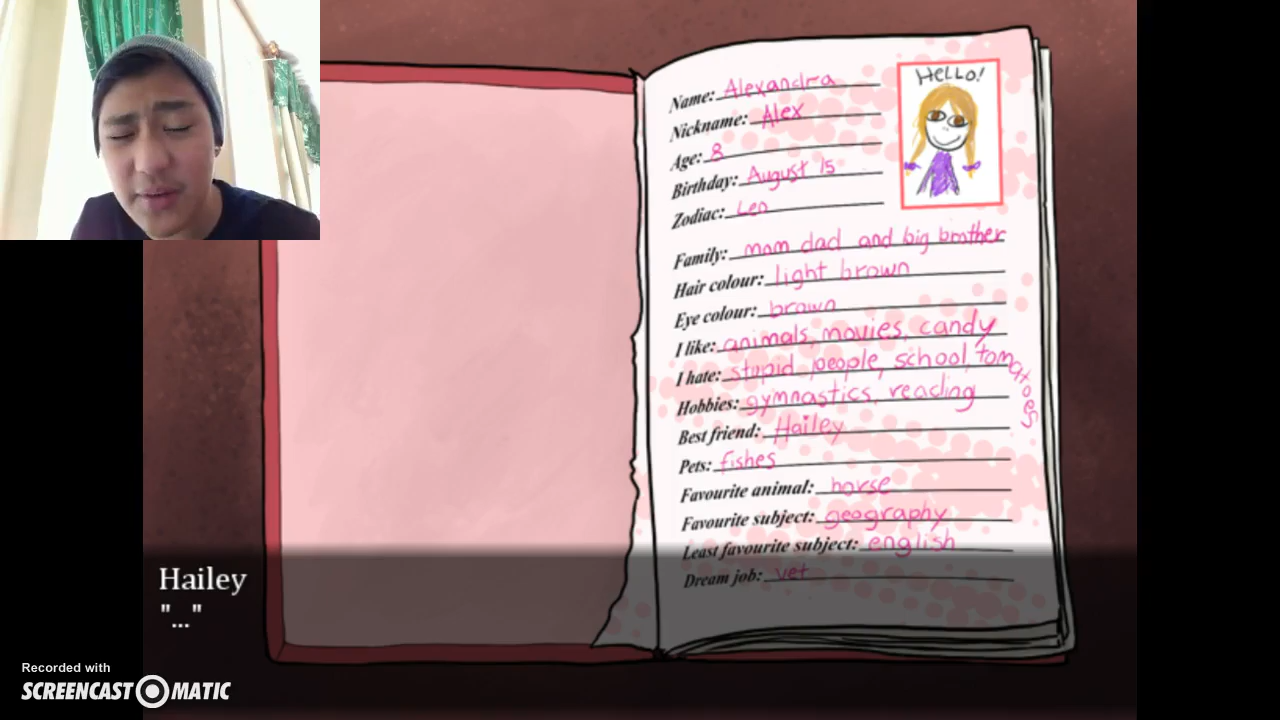 HELLO!
Name: Alexandra
Nickname: Alex
Age: 8
Birthday: August 15
Zodiac: Leo
Family: mom dad and big brother
Hair colour: light brown
Eye colour: brown
I like: animals, movies, candy
I hate: stupid people, school, tomatoes
Hobbies: gymnastics, reading
Best friend: Hailey
Pets: fishes
Favourite animal: horse
Favourite subject: geography
Least favourite subject: english
Dream job: vet
Hailey
"..."
Recorded with
SCREENCAST MATIC